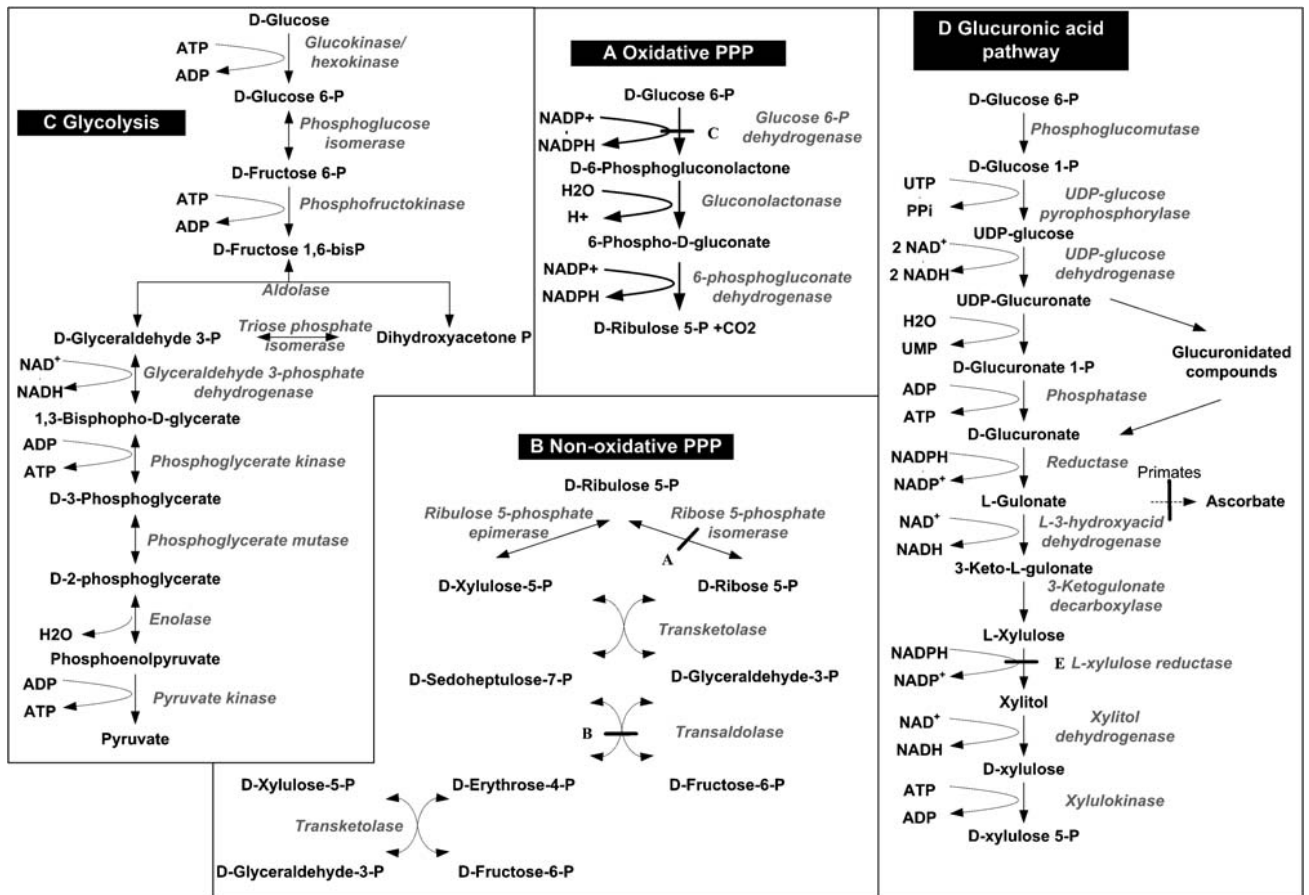 C Glycolysis
D-Glucose
ATP
ADP
Glucokinase/
hexokinase
D-Glucose 6-P
Phosphoglucose
isomerase
D-Fructose 6-P
ATP
ADP
Phosphofructokinase
D-Fructose 1,6-bisP
Aldolase
D-Glyceraldehyde 3-P
Triose phosphate
isomerase
Dihydroxyacetone P
NAD+
NADH
Glyceraldehyde 3-phosphate
dehydrogenase
1,3-Bisphopho-D-glycerate
ADP
ATP
Phosphoglycerate kinase
D-3-Phosphoglycerate
Phosphoglycerate mutase
D-2-phosphoglycerate
H2O
Enolase
Phosphoenolpyruvate
ADP
ATP
Pyruvate kinase
Pyruvate
A Oxidative PPP
D-Glucose 6-P
NADP+
NADPH
C
Glucose 6-P
dehydrogenase
D-6-Phosphogluconolactone
H2O
H+
Gluconolactonase
6-Phospho-D-gluconate
NADP+
NADPH
6-phosphogluconate
dehydrogenase
D-Ribulose 5-P +CO2
B Non-oxidative PPP
D-Ribulose 5-P
Ribulose 5-phosphate
epimerase
Ribose 5-phosphate
isomerase
A
D-Xylulose-5-P
D-Ribose 5-P
Transketolase
D-Sedoheptulose-7-P
D-Glyceraldehyde-3-P
B
Transaldolase
D-Xylulose-5-P
D-Erythrose-4-P
D-Fructose-6-P
Transketolase
D-Glyceraldehyde-3-P
D-Fructose-6-P
D Glucuronic acid
pathway
D-Glucose 6-P
Phosphoglucomutase
D-Glucose 1-P
UTP
PPi
UDP-glucose
pyrophosphorylase
UDP-glucose
2 NAD+
2 NADH
UDP-glucose
dehydrogenase
UDP-Glucuronate
H2O
UMP
Glucuronidated
compounds
D-Glucuronate 1-P
ADP
ATP
Phosphatase
D-Glucuronate
NADPH
NADP+
Reductase
Primates
L-Gulonate
Ascorbate
NAD+
NADH
L-3-hydroxyacid
dehydrogenase
3-Keto-L-gulonate
3-Ketogulonate
decarboxylase
L-Xylulose
NADPH
NADP+
E
L-xylulose reductase
Xylitol
NAD+
NADH
Xylitol
dehydrogenase
D-xylulose
ATP
ADP
Xylulokinase
D-xylulose 5-P